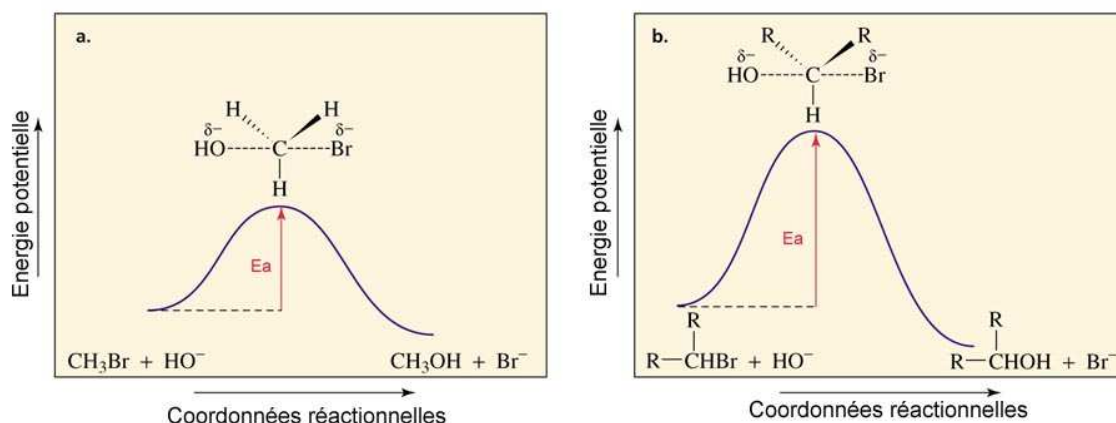 a.
H H
δ− δ−
HO C Br
H
Ea
Energie potentielle
CH₃Br + HO⁻ CH₃OH + Br⁻
Coordonnées réactionnelles
b.
R R
δ− δ−
HO C Br
H
Ea
Energie potentielle
R R
R—CHBr + HO⁻ R—CHOH + Br⁻
Coordonnées réactionnelles